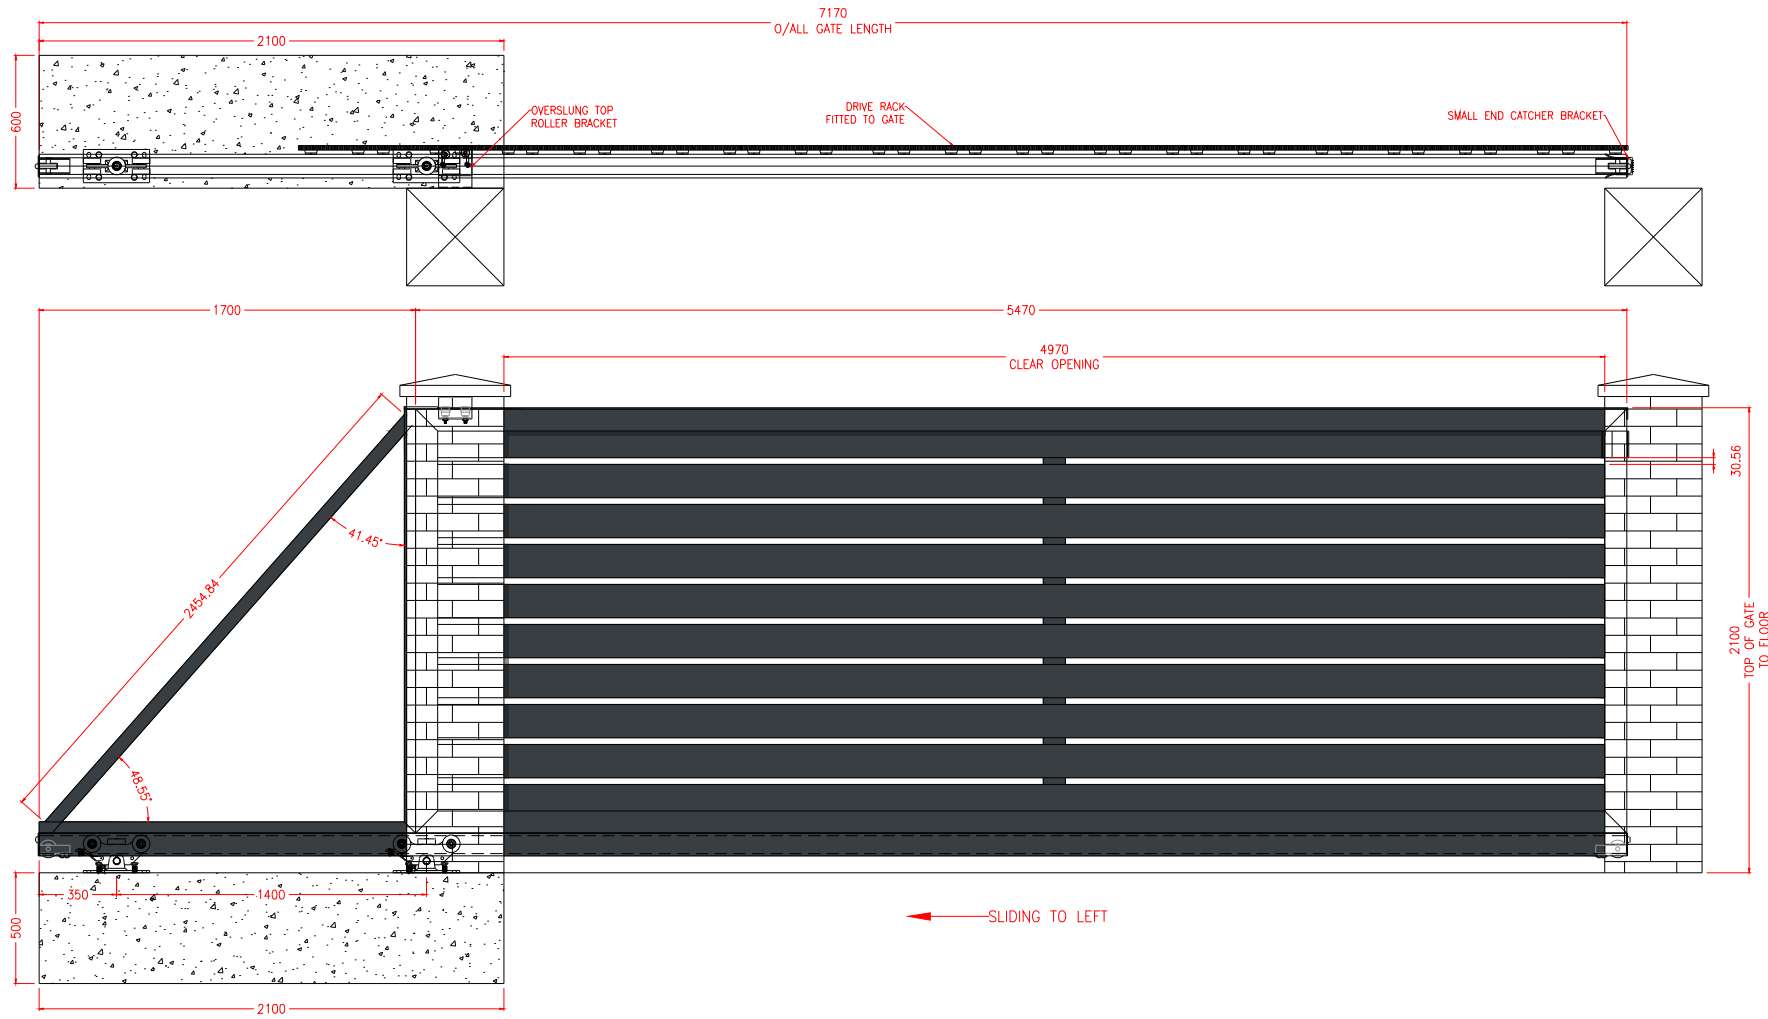 7170
O/ALL GATE LENGTH
2100
600
OVERSLUNG TOP
ROLLER BRACKET
DRIVE RACK
FITTED TO GATE
SMALL END CATCHER BRACKET
1700
5470
4970
CLEAR OPENING
30.56
41.45°
2454.84
2100
TOP OF GATE
TO FLOOR
48.55°
350
1400
500
SLIDING TO LEFT
2100